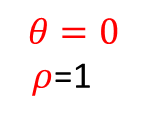 θ = 0
ρ=1